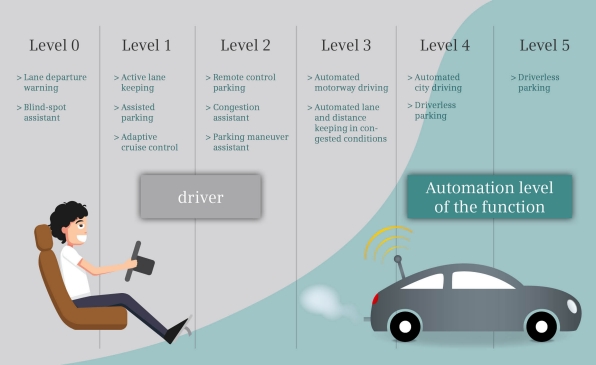 Level 0
> Lane departure
warning
> Blind-spot
assistant
Level 1
> Active lane
keeping
> Assisted
parking
> Adaptive
cruise control
Level 2
> Remote control
parking
> Congestion
assistant
> Parking maneuver
assistant
Level 3
> Automated
motorway driving
> Automated lane
and distance
keeping in con-
gested conditions
Level 4
> Automated
city driving
> Driverless
parking
Level 5
> Driverless
parking
driver
Automation level
of the function